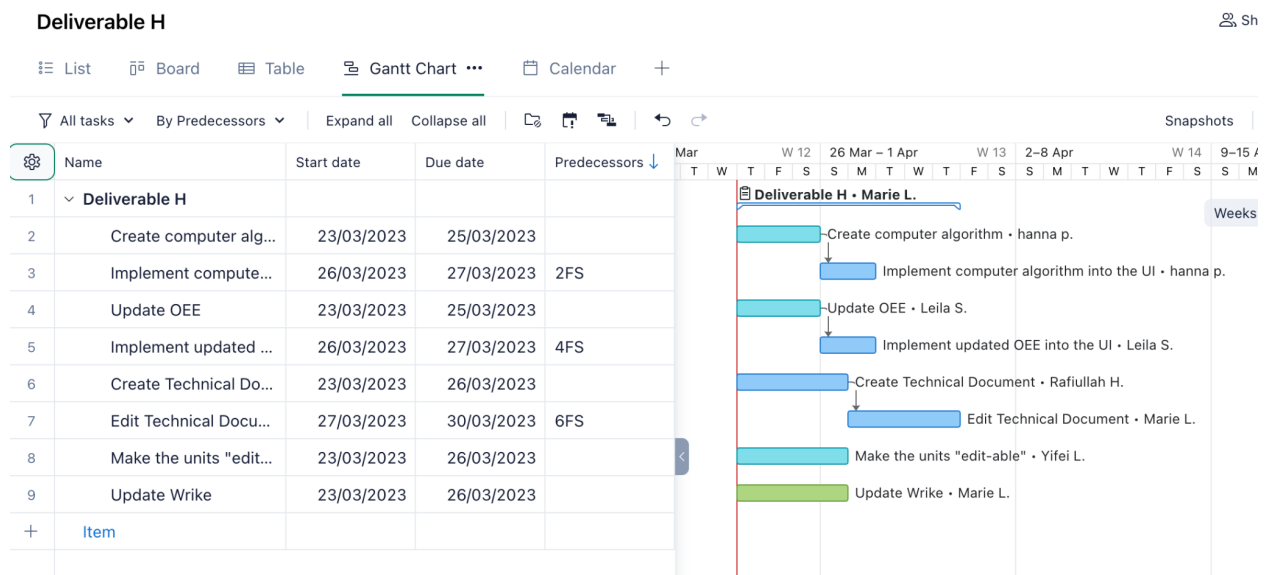 Deliverable H
Sh
List Board Table Gantt Chart ••• Calendar +
All tasks By Predecessors Expand all Collapse all Snapshots
Name Start date Due date Predecessors ↓
Mar W 12 26 Mar – 1 Apr W 13 2–8 Apr W 14 9–15 A
T W T F S S M T W T F S S M T W T F S S M
1 Deliverable H
Deliverable H • Marie L.
Weeks
2 Create computer alg... 23/03/2023 25/03/2023
Create computer algorithm • hanna p.
3 Implement compute... 26/03/2023 27/03/2023 2FS
Implement computer algorithm into the UI • hanna p.
4 Update OEE 23/03/2023 25/03/2023
Update OEE • Leila S.
5 Implement updated ... 26/03/2023 27/03/2023 4FS
Implement updated OEE into the UI • Leila S.
6 Create Technical Do... 23/03/2023 26/03/2023
Create Technical Document • Rafiullah H.
7 Edit Technical Docu... 27/03/2023 30/03/2023 6FS
Edit Technical Document • Marie L.
8 Make the units "edit... 23/03/2023 26/03/2023
Make the units "edit-able" • Yifei L.
9 Update Wrike 23/03/2023 26/03/2023
Update Wrike • Marie L.
+ Item